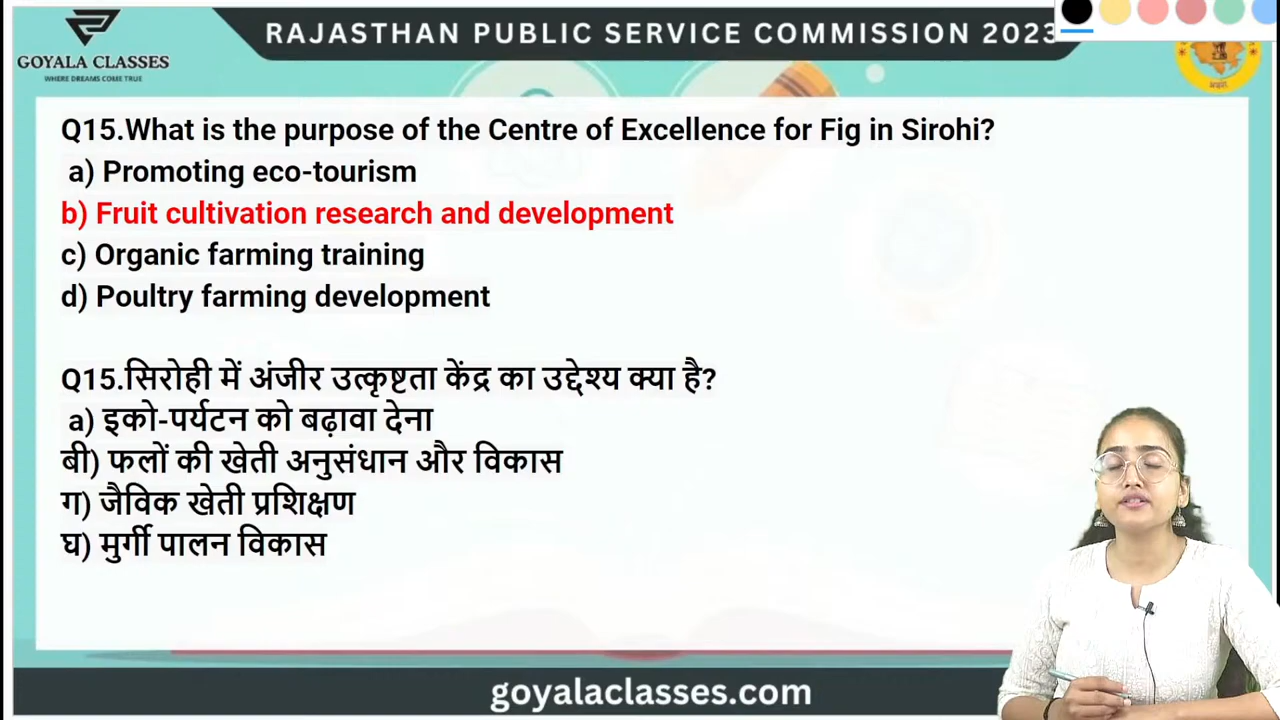 GOYALA CLASSES
WHERE DREAMS COME TRUE
RAJASTHAN PUBLIC SERVICE COMMISSION 2023
Q15.What is the purpose of the Centre of Excellence for Fig in Sirohi?
a) Promoting eco-tourism
b) Fruit cultivation research and development
c) Organic farming training
d) Poultry farming development
Q15.सिरोही में अंजीर उत्कृष्टता केंद्र का उद्देश्य क्या है?
a) इको-पर्यटन को बढ़ावा देना
बी) फलों की खेती अनुसंधान और विकास
ग) जैविक खेती प्रशिक्षण
घ) मुर्गी पालन विकास
goyalaclasses.com